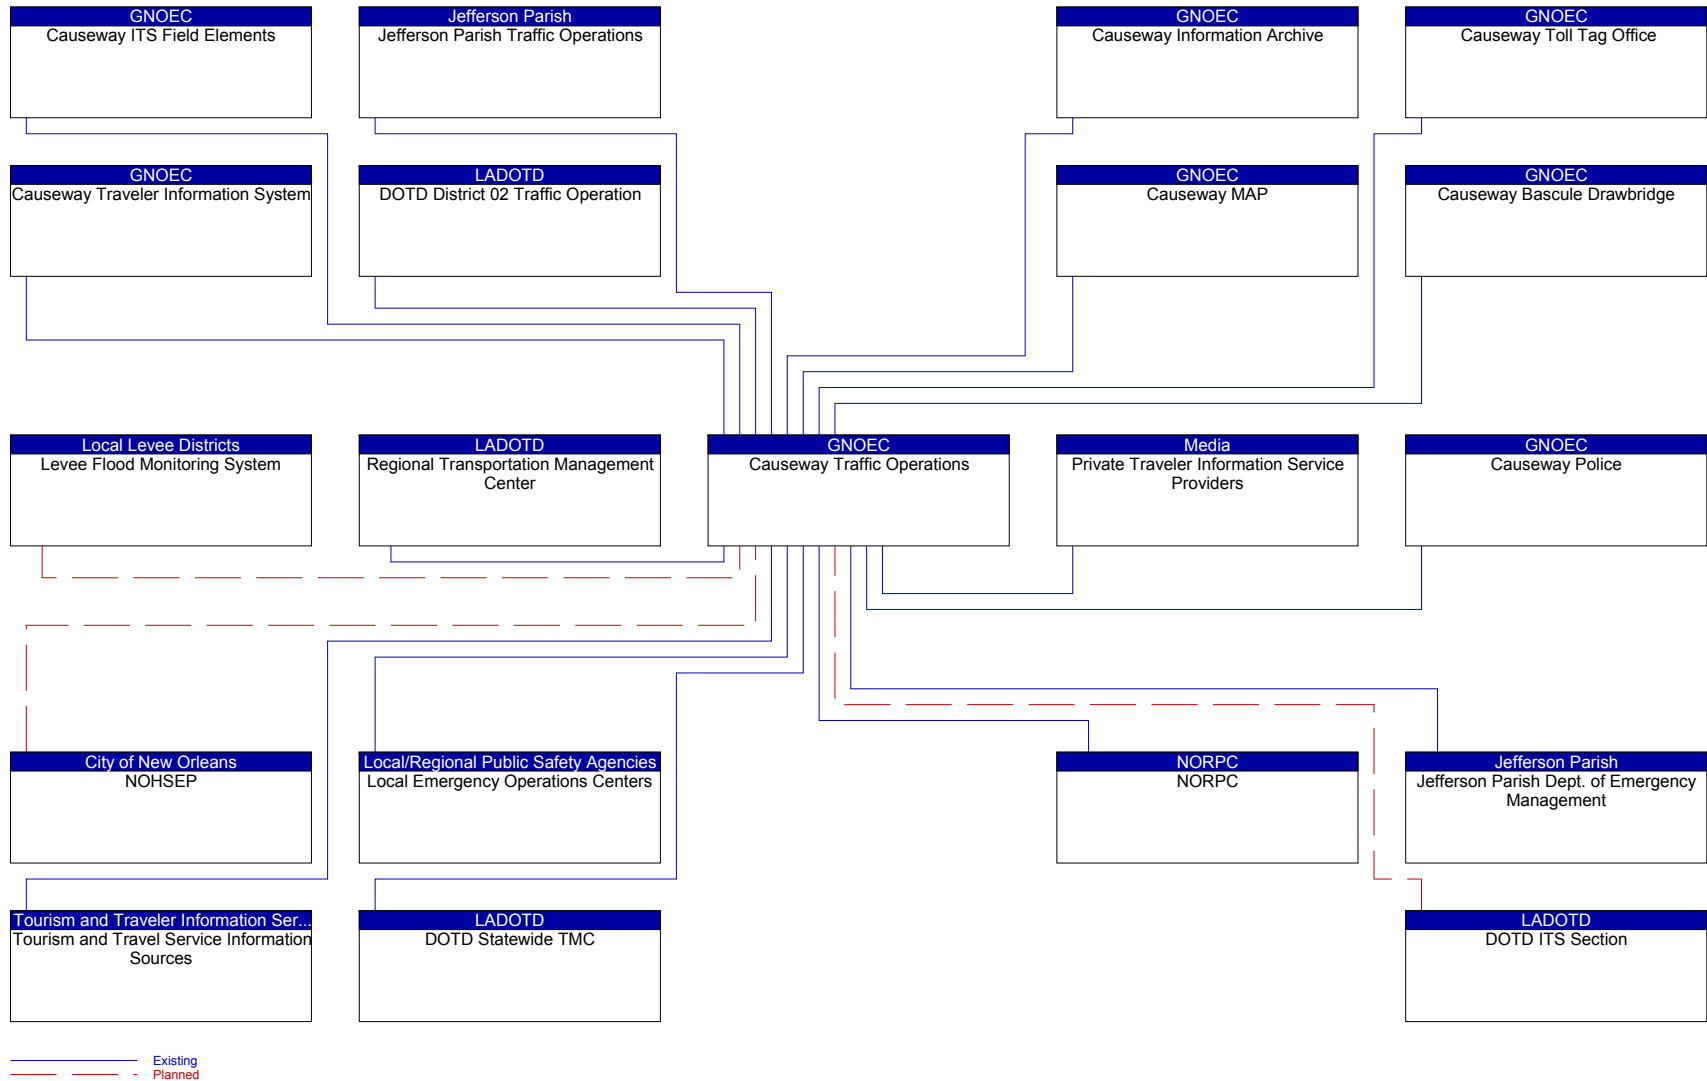 GNOEC
Causeway ITS Field Elements
Jefferson Parish
Jefferson Parish Traffic Operations
GNOEC
Causeway Information Archive
GNOEC
Causeway Toll Tag Office
GNOEC
Causeway Traveler Information System
LADOTD
DOTD District 02 Traffic Operation
GNOEC
Causeway MAP
GNOEC
Causeway Bascule Drawbridge
Local Levee Districts
Levee Flood Monitoring System
LADOTD
Regional Transportation Management
Center
GNOEC
Causeway Traffic Operations
Media
Private Traveler Information Service
Providers
GNOEC
Causeway Police
City of New Orleans
NOHSEP
Local/Regional Public Safety Agencies
Local Emergency Operations Centers
NORPC
NORPC
Jefferson Parish
Jefferson Parish Dept. of Emergency
Management
Tourism and Traveler Information Ser...
Tourism and Travel Service Information
Sources
LADOTD
DOTD Statewide TMC
LADOTD
DOTD ITS Section
Existing
Planned